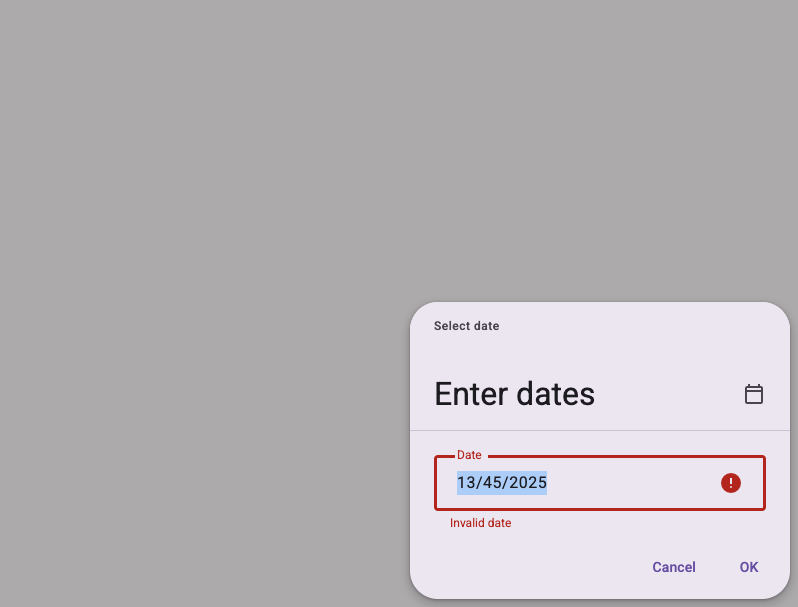 Select date
Enter dates
Date
13/45/2025
Invalid date
Cancel OK